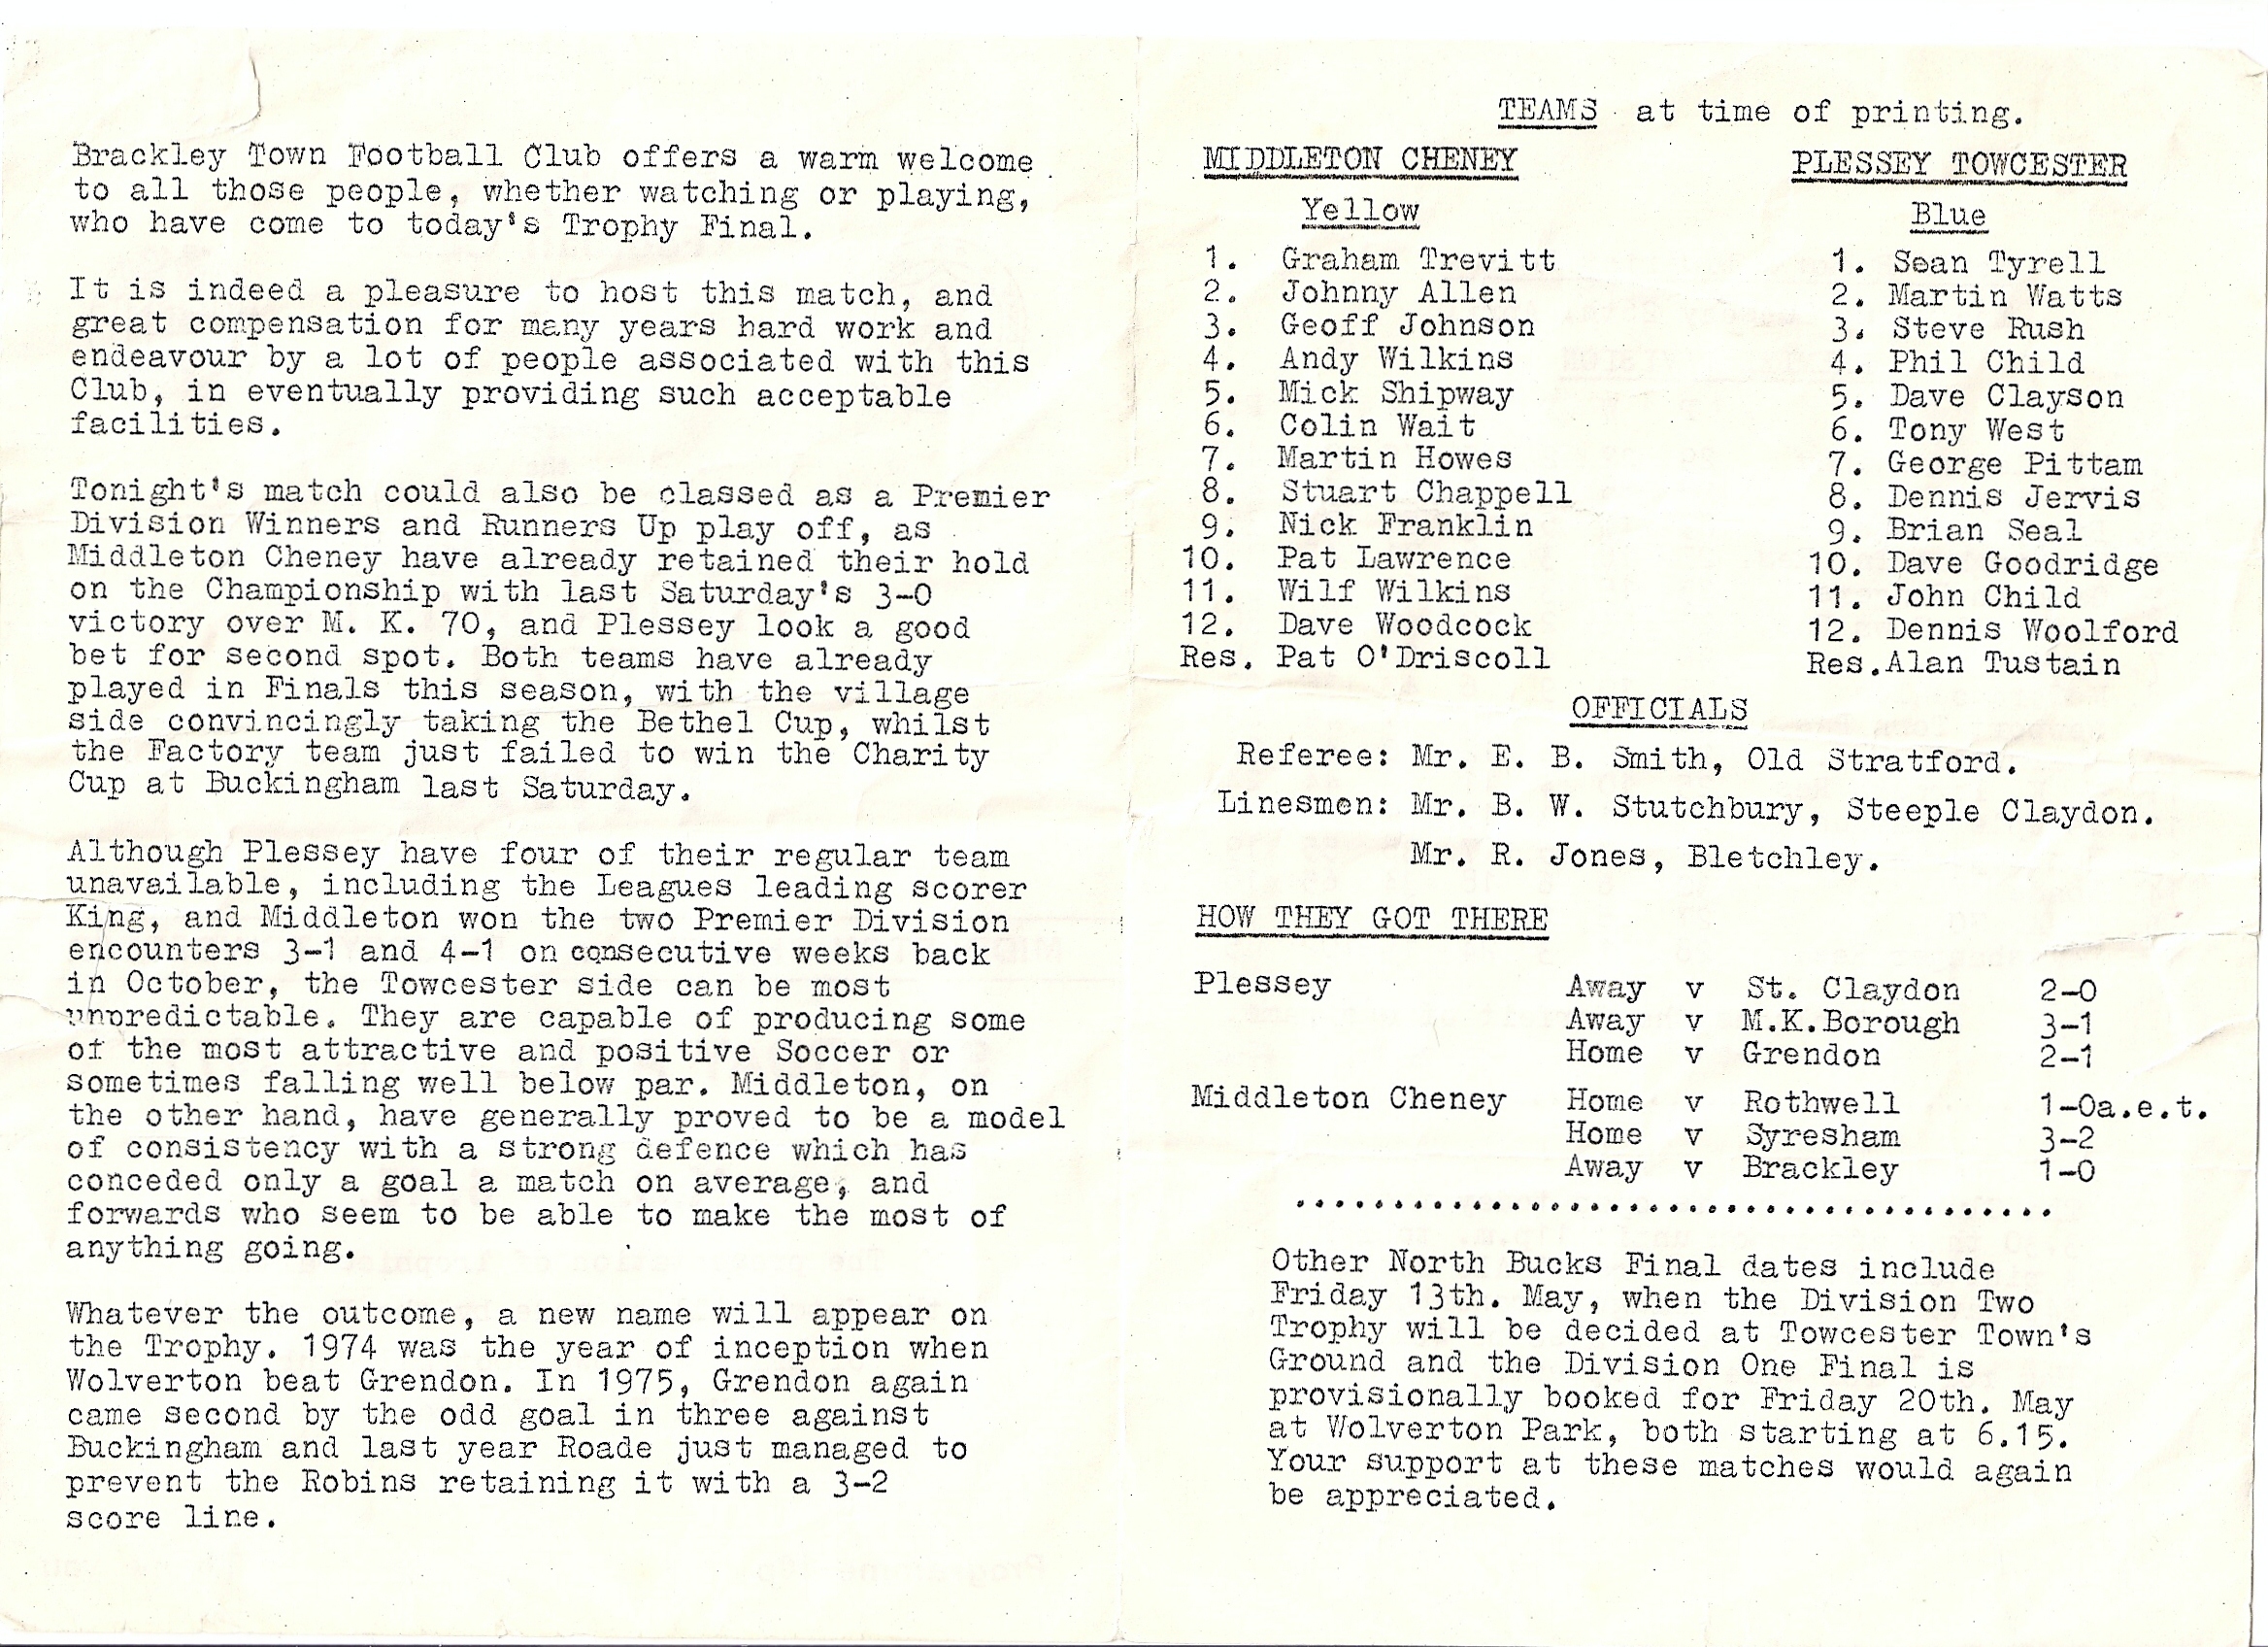 Brackley Town Football Club offers a warm welcome
to all those people, whether watching or playing,
who have come to today's Trophy Final.
It is indeed a pleasure to host this match, and
great compensation for many years hard work and
endeavour by a lot of people associated with this
Club, in eventually providing such acceptable
facilities.
Tonight's match could also be classed as a Premier
Division Winners and Runners Up play off, as
Middleton Cheney have already retained their hold
on the Championship with last Saturday's 3-0
victory over M. K. 70, and Plessey look a good
bet for second spot. Both teams have already
played in Finals this season, with the village
side convincingly taking the Bethel Cup, whilst
the Factory team just failed to win the Charity
Cup at Buckingham last Saturday.
Although Plessey have four of their regular team
unavailable, including the Leagues leading scorer
King, and Middleton won the two Premier Division
encounters 3-1 and 4-1 on consecutive weeks back
in October, the Towcester side can be most
unpredictable. They are capable of producing some
of the most attractive and positive Soccer or
sometimes falling well below par. Middleton, on
the other hand, have generally proved to be a model
of consistency with a strong defence which has
conceded only a goal a match on average, and
forwards who seem to be able to make the most of
anything going.
Whatever the outcome, a new name will appear on
the Trophy. 1974 was the year of inception when
Wolverton beat Grendon. In 1975, Grendon again
came second by the odd goal in three against
Buckingham and last year Roade just managed to
prevent the Robins retaining it with a 3-2
score line.
TEAMS at time of printing.
MIDDLETON CHENEY
Yellow
1. Graham Trevitt
2. Johnny Allen
3. Geoff Johnson
4. Andy Wilkins
5. Mick Shipway
6. Colin Wait
7. Martin Howes
8. Stuart Chappell
9. Nick Franklin
10. Pat Lawrence
11. Wilf Wilkins
12. Dave Woodcock
Res. Pat O'Driscoll
PLESSEY TOWCESTER
Blue
1. Sean Tyrell
2. Martin Watts
3. Steve Rush
4. Phil Child
5. Dave Clayson
6. Tony West
7. George Pittam
8. Dennis Jervis
9. Brian Seal
10. Dave Goodridge
11. John Child
12. Dennis Woolford
Res.Alan Tustain
OFFICIALS
Referee: Mr. E. B. Smith, Old Stratford.
Linesmen: Mr. B. W. Stutchbury, Steeple Claydon.
Mr. R. Jones, Bletchley.
HOW THEY GOT THERE
Plessey Away v St. Claydon 2-0
Away v M.K.Borough 3-1
Home v Grendon 2-1
Middleton Cheney Home v Rothwell 1-0a.e.t.
Home v Syresham 3-2
Away v Brackley 1-0
.......................................
Other North Bucks Final dates include
Friday 13th. May, when the Division Two
Trophy will be decided at Towcester Town's
Ground and the Division One Final is
provisionally booked for Friday 20th. May
at Wolverton Park, both starting at 6.15.
Your support at these matches would again
be appreciated.